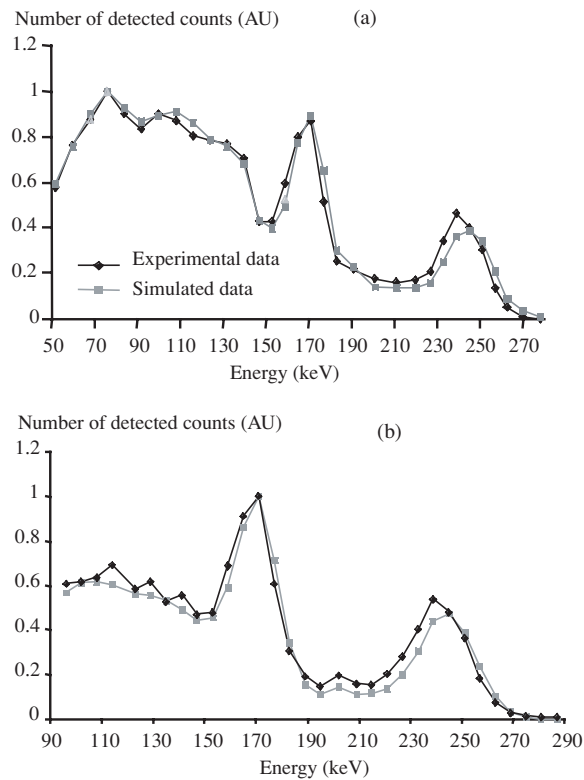 Number of detected counts (AU)
(a)
1.2
1
0.8
0.6
0.4
0.2
0
Experimental data
Simulated data
50 70 90 110 130 150 170 190 210 230 250 270
Energy (keV)
Number of detected counts (AU)
(b)
1.2
1
0.8
0.6
0.4
0.2
0
90 110 130 150 170 190 210 230 250 270 290
Energy (keV)